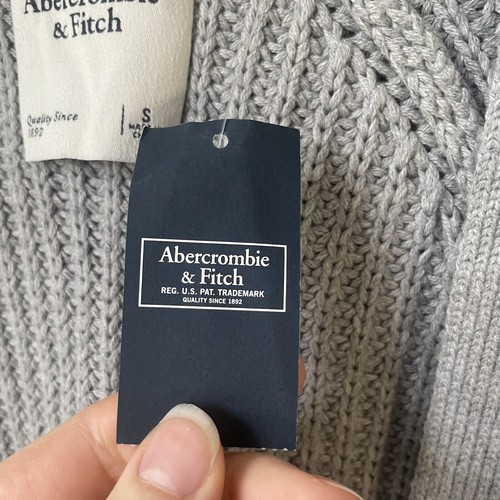 Abercrombie
& Fitch
Quality Since
1892
S
Abercrombie
& Fitch
REG. U.S. PAT. TRADEMARK
QUALITY SINCE 1892